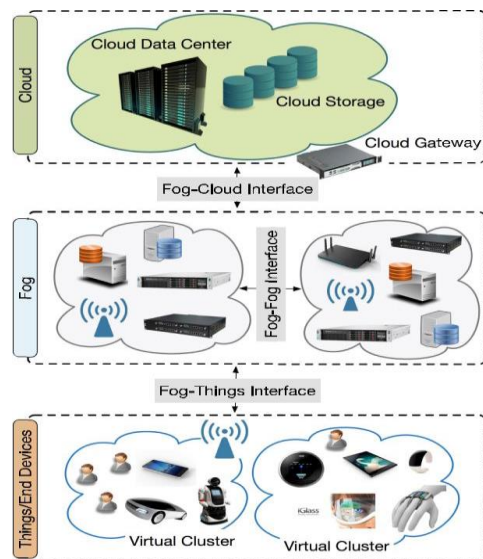 Cloud
Cloud Data Center
Cloud Storage
Cloud Gateway
Fog-Cloud Interface
Fog
Fog-Fog Interface
Fog-Things Interface
Things/End Devices
iGlass
Virtual Cluster
Virtual Cluster